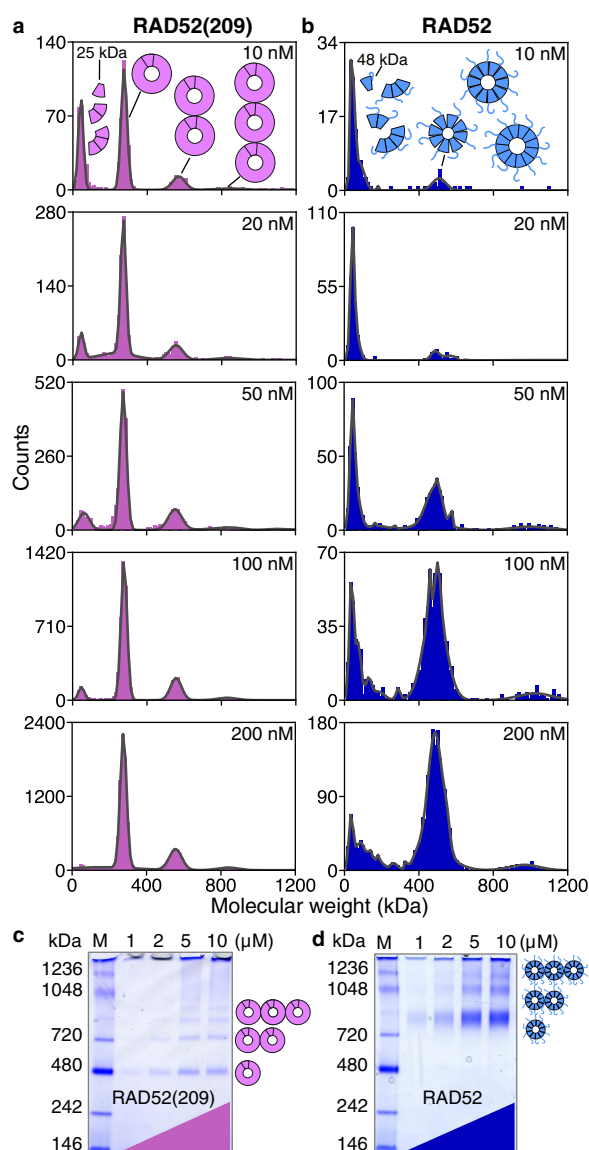 a RAD52(209) b RAD52
140 25 kDa 10 nM 34 48 kDa 10 nM
70 17
0 0
280 20 nM 110 20 nM
140 55
0 0
520 50 nM 100 50 nM
260 50
Counts
0 0
1420 100 nM 70 100 nM
710 35
0 0
2400 200 nM 180 200 nM
1200 90
0 0
0 400 800 1200 0 400 800 1200
Molecular weight (kDa)
c kDa M 1 2 5 10 (μM) d kDa M 1 2 5 10 (μM)
1236 1236
1048 1048
720 720
480 480
RAD52(209) RAD52
242 242
146 146